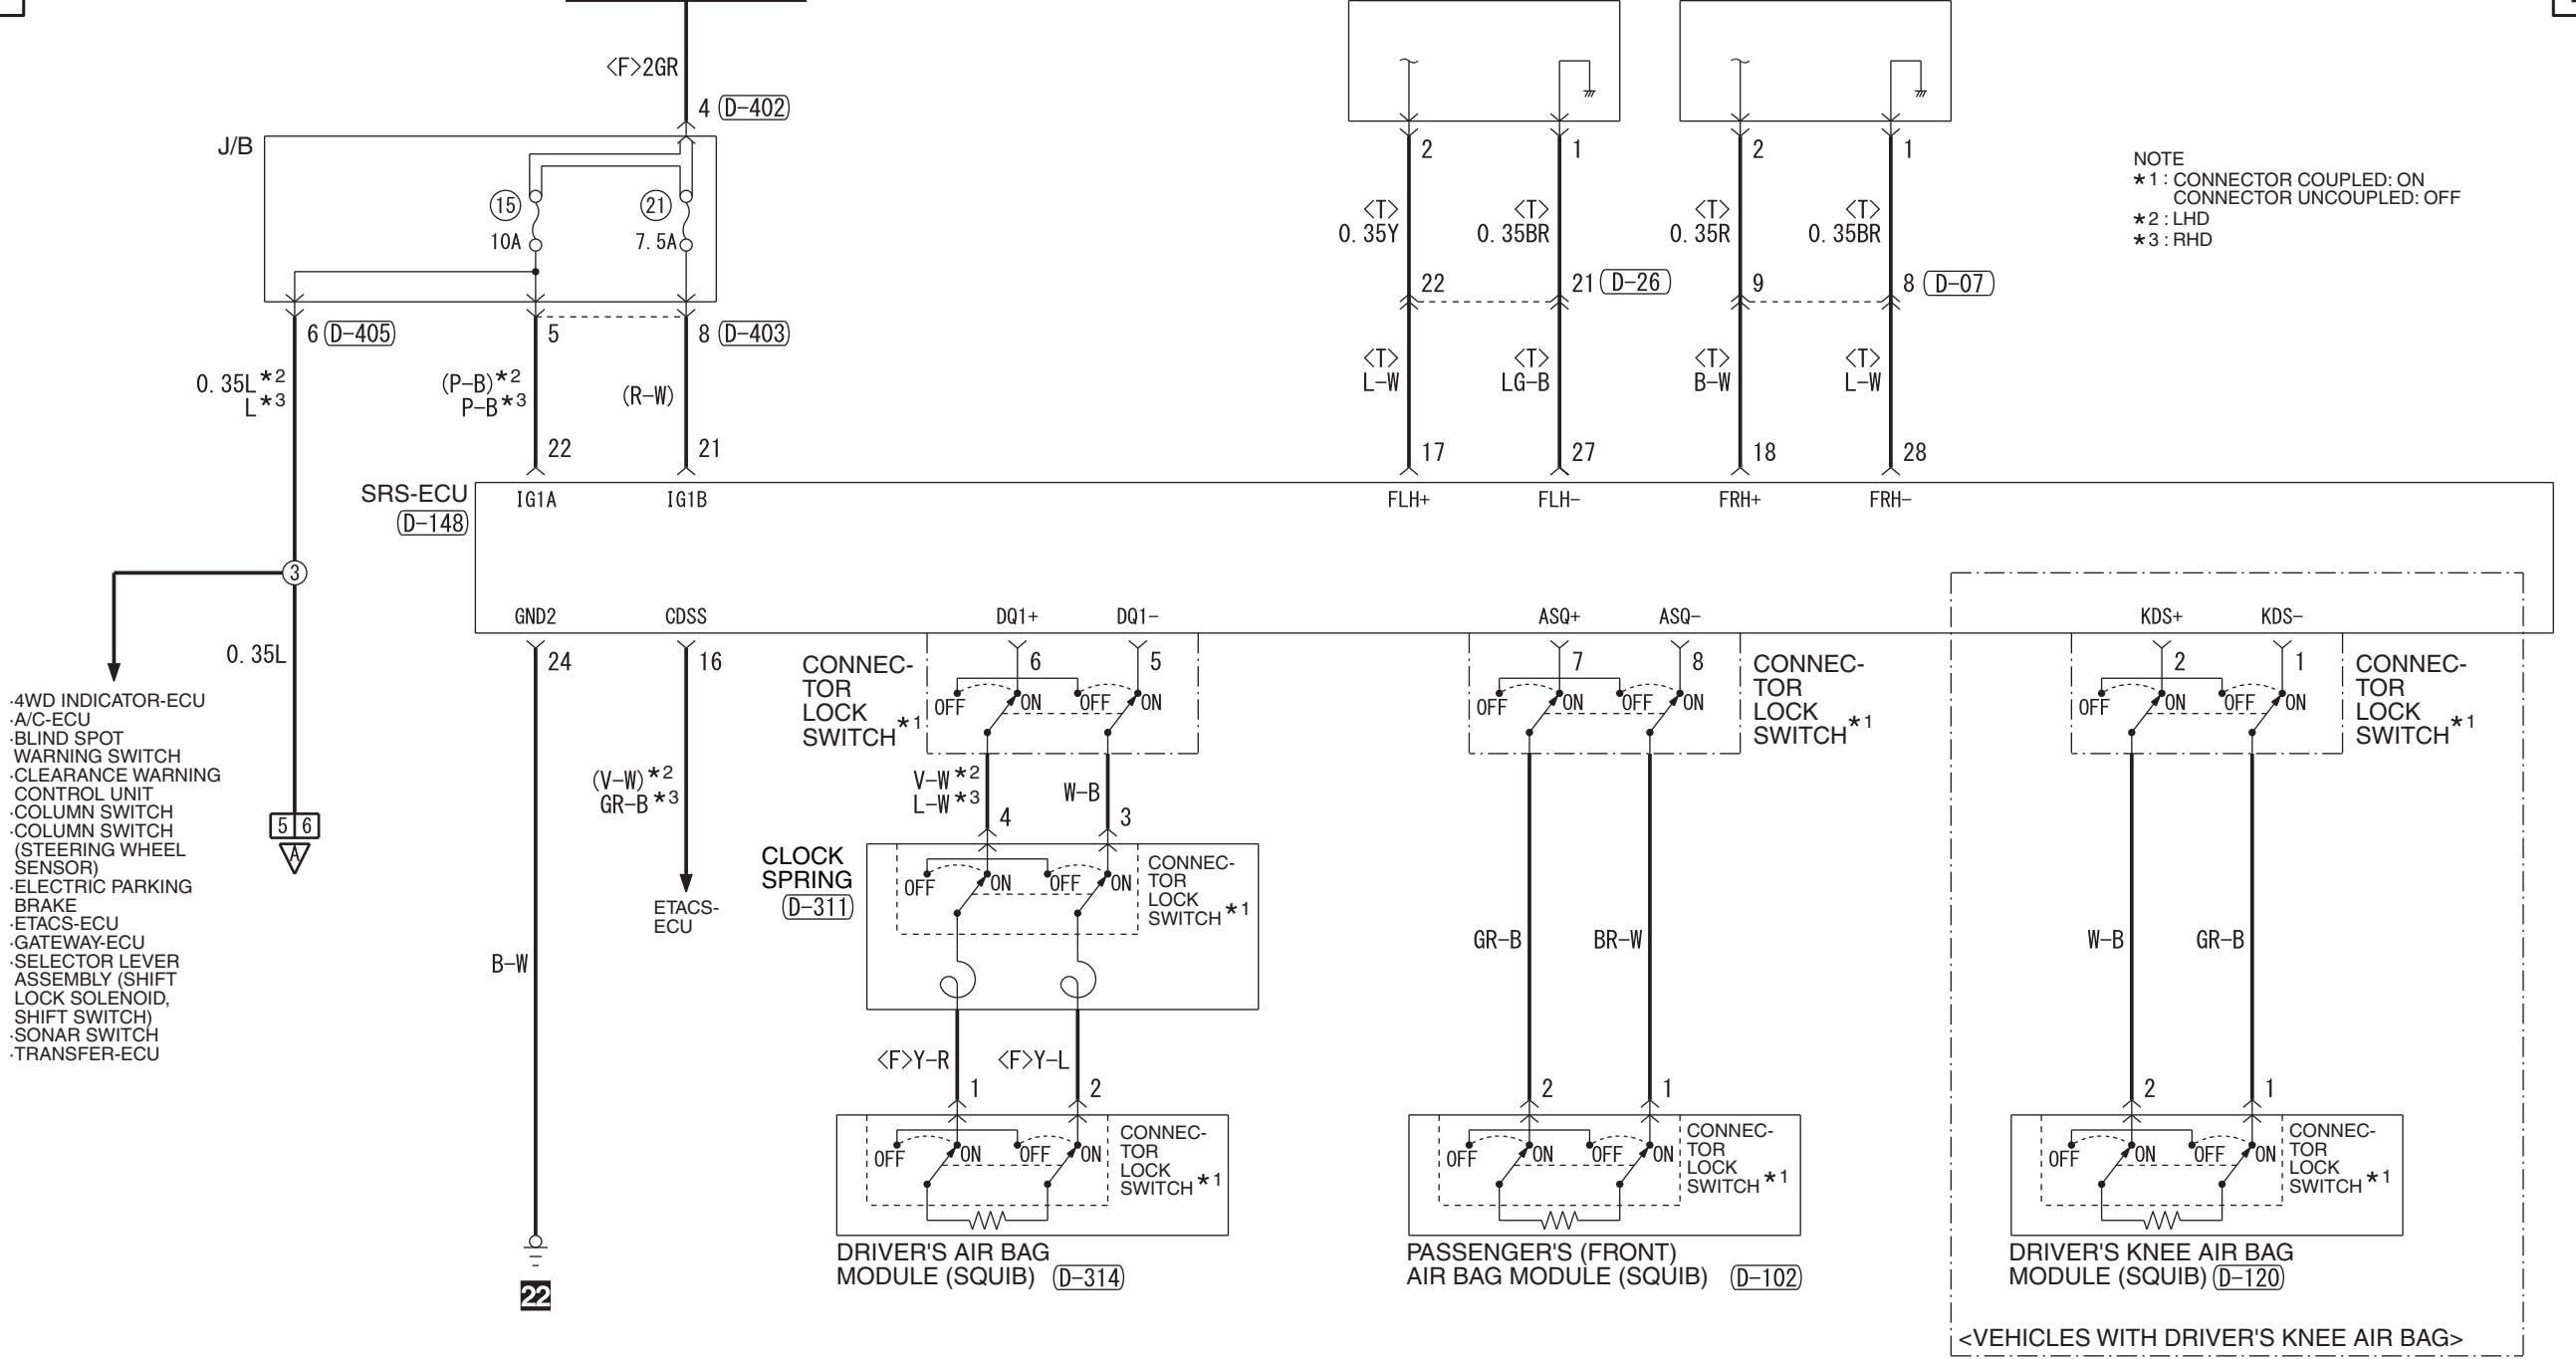 <F>2GR
4 (D-402)
J/B
15
10A
21
7.5A
6 (D-405)
5
8 (D-403)
0.35L*2
L*3
(P-B)*2
P-B*3
(R-W)
22
21
2
1
2
1
<T>
0.35Y
<T>
0.35BR
<T>
0.35R
<T>
0.35BR
22
21 (D-26)
9
8 (D-07)
<T>
L-W
<T>
LG-B
<T>
B-W
<T>
L-W
17
27
18
28
NOTE
*1 : CONNECTOR COUPLED: ON
CONNECTOR UNCOUPLED: OFF
*2 : LHD
*3 : RHD
SRS-ECU
(D-148)
IG1A
IG1B
FLH+
FLH-
FRH+
FRH-
3
GND2
CDSS
DQ1+
DQ1-
ASQ+
ASQ-
KDS+
KDS-
0.35L
5 6
A
·4WD INDICATOR-ECU
·A/C-ECU
·BLIND SPOT
WARNING SWITCH
·CLEARANCE WARNING
CONTROL UNIT
·COLUMN SWITCH
·COLUMN SWITCH
(STEERING WHEEL
SENSOR)
·ELECTRIC PARKING
BRAKE
·ETACS-ECU
·GATEWAY-ECU
·SELECTOR LEVER
ASSEMBLY (SHIFT
LOCK SOLENOID,
SHIFT SWITCH)
·SONAR SWITCH
·TRANSFER-ECU
24
B-W
22
16
(V-W)*2
GR-B*3
ETACS-
ECU
CONNEC-
TOR
LOCK
SWITCH*1
6
5
OFF
ON
OFF
ON
V-W*2
L-W*3
W-B
4
3
CLOCK
SPRING
(D-311)
OFF
ON
OFF
ON
CONNEC-
TOR
LOCK
SWITCH*1
<F>Y-R
<F>Y-L
1
2
OFF
ON
OFF
ON
CONNEC-
TOR
LOCK
SWITCH*1
DRIVER'S AIR BAG
MODULE (SQUIB) (D-314)
7
8
OFF
ON
OFF
ON
CONNEC-
TOR
LOCK
SWITCH*1
GR-B
BR-W
2
1
OFF
ON
OFF
ON
CONNEC-
TOR
LOCK
SWITCH*1
PASSENGER'S (FRONT)
AIR BAG MODULE (SQUIB) (D-102)
2
1
OFF
ON
OFF
ON
CONNEC-
TOR
LOCK
SWITCH*1
W-B
GR-B
2
1
OFF
ON
OFF
ON
CONNEC-
TOR
LOCK
SWITCH*1
DRIVER'S KNEE AIR BAG
MODULE (SQUIB) (D-120)
<VEHICLES WITH DRIVER'S KNEE AIR BAG>